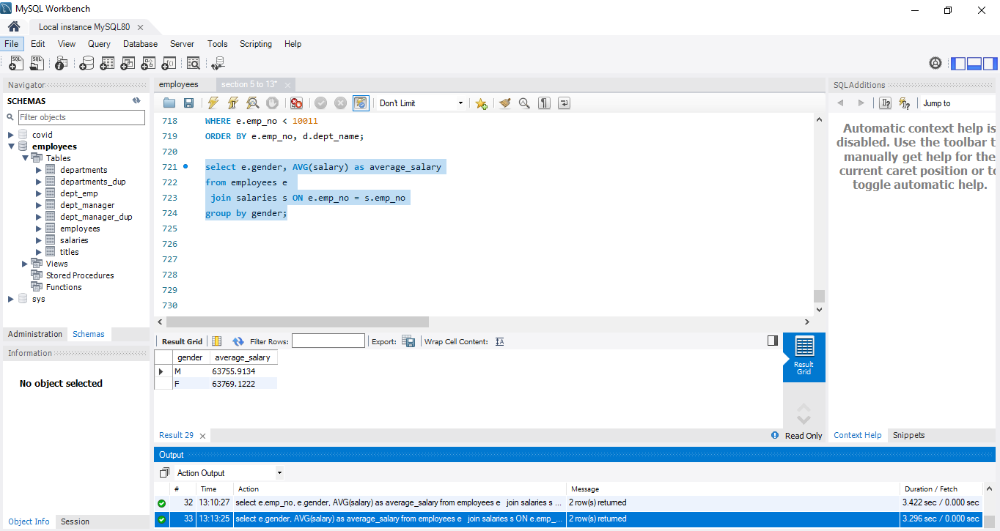 MySQL Workbench
Local instance MySQL80
File Edit View Query Database Server Tools Scripting Help
Navigator
SCHEMAS
Filter objects
covid
employees
Tables
departments
departments_dup
dept_emp
dept_manager
dept_manager_dup
employees
salaries
titles
Views
Stored Procedures
Functions
sys
Administration Schemas
Information
No object selected
Object Info Session
employees section 5 to 13*
Don't Limit
718 WHERE e.emp_no < 10011
719 ORDER BY e.emp_no, d.dept_name;
720
721 select e.gender, AVG(salary) as average_salary
722 from employees e
723 join salaries s ON e.emp_no = s.emp_no
724 group by gender;
725
726
727
728
729
730
Result Grid Filter Rows: Export: Wrap Cell Content:
gender average_salary
M 63755.9134
F 63769.1222
Result
Grid
Result 29 Read Only
SQLAdditions
Jump to
Automatic context help is
disabled. Use the toolbar t
manually get help for the
current caret position or to
toggle automatic help.
Context Help Snippets
Output
Action Output
# Time Action Message Duration / Fetch
32 13:10:27 select e.emp_no, e.gender, AVG(salary) as average_salary from employees e join salaries s ... 2 row(s) returned 3.422 sec / 0.000 sec
33 13:13:25 select e.gender, AVG(salary) as average_salary from employees e join salaries s ON e.emp_... 2 row(s) returned 3.296 sec / 0.000 sec